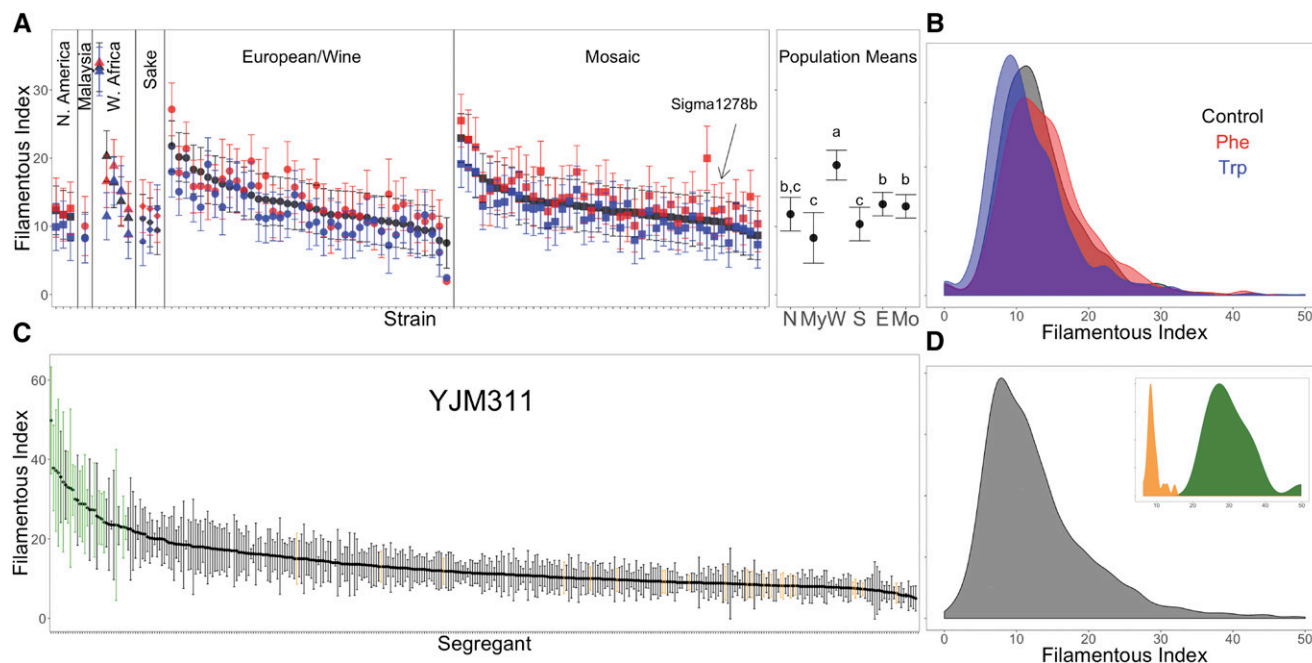 A
B
N. America
Malaysia
W. Africa
Sake
European/Wine
Mosaic
Population Means
Sigma1278b
Control
Phe
Trp
a
b,c
c
c
b
b
Filamentous Index
30
20
10
0
Strain
N My W S E Mo
0 10 20 30 40 50
Filamentous Index
C
D
YJM311
Filamentous Index
60
40
20
0
Segregant
10 20 30 40 50
0 10 20 30 40 50
Filamentous Index